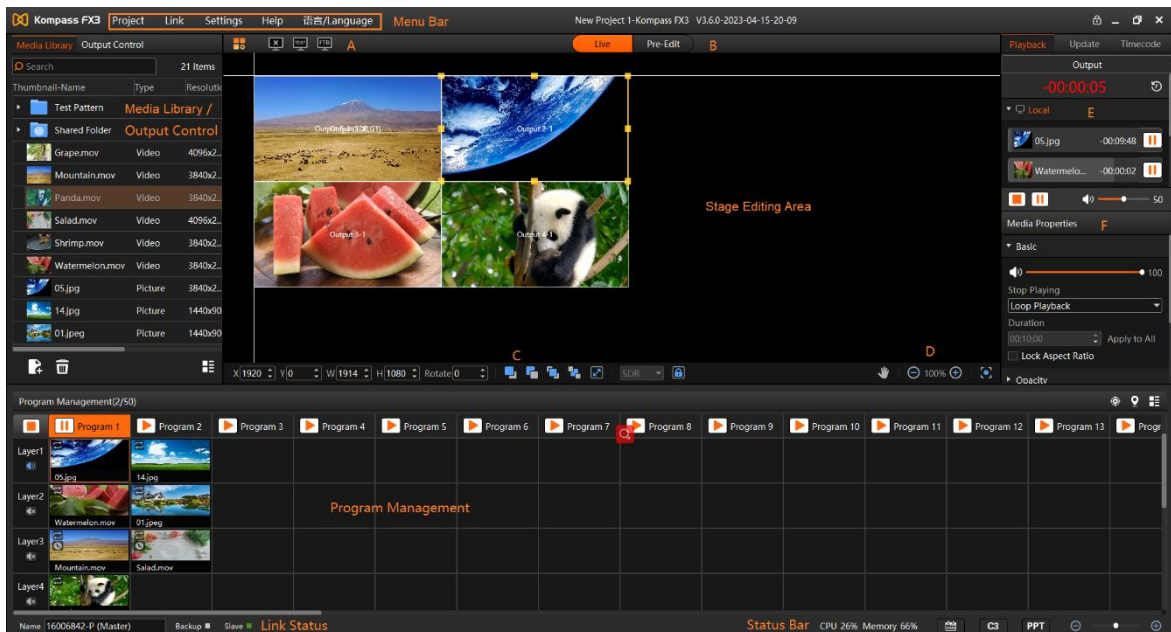 Kompass FX3 Project Link Settings Help 语言/Language Menu Bar New Project 1-Kompass FX3 V3.6.0-2023-04-15-20-09
Media Library Output Control
A
Live Pre-Edit B
Playback Update Timecode
Search 21 Items
Output
Thumbnail-Name Type Resolutic
-00:00:05
Test Pattern
Media Library /
Local E
Shared Folder
Output Control
Grape.mov Video 4096x2...
Mountain.mov Video 3840x2...
Panda.mov Video 3840x2...
Salad.mov Video 4096x2...
Shrimp.mov Video 3840x2...
Watermelon.mov Video 3840x2...
05.jpg Picture 3840x2...
14.jpg Picture 1440x90
01.jpeg Picture 1440x90
Output 2-1
Output 3-1
Output 4-1
Stage Editing Area
05.jpg -00:09:48
Watermelo... -00:00:02
50
Media Properties F
Basic
100
Stop Playing
Loop Playback
Duration
00:10:00 Apply to All
Lock Aspect Ratio
Opacity
C
D
X 1920 Y 0 W 1914 H 1080 Rotate 0 SDR 100%
Program Management(2/50)
Program 1 Program 2 Program 3 Program 4 Program 5 Program 6 Program 7 Program 8 Program 9 Program 10 Program 11 Program 12 Program 13 Progr
Layer1
05.jpg 14.jpg
Layer2
Watermelon.mov 01.jpeg
Program Management
Layer3
Mountain.mov Salad.mov
Layer4
Name 16006842-P (Master) Backup Slave Link Status Status Bar CPU 26% Memory 66% C3 PPT